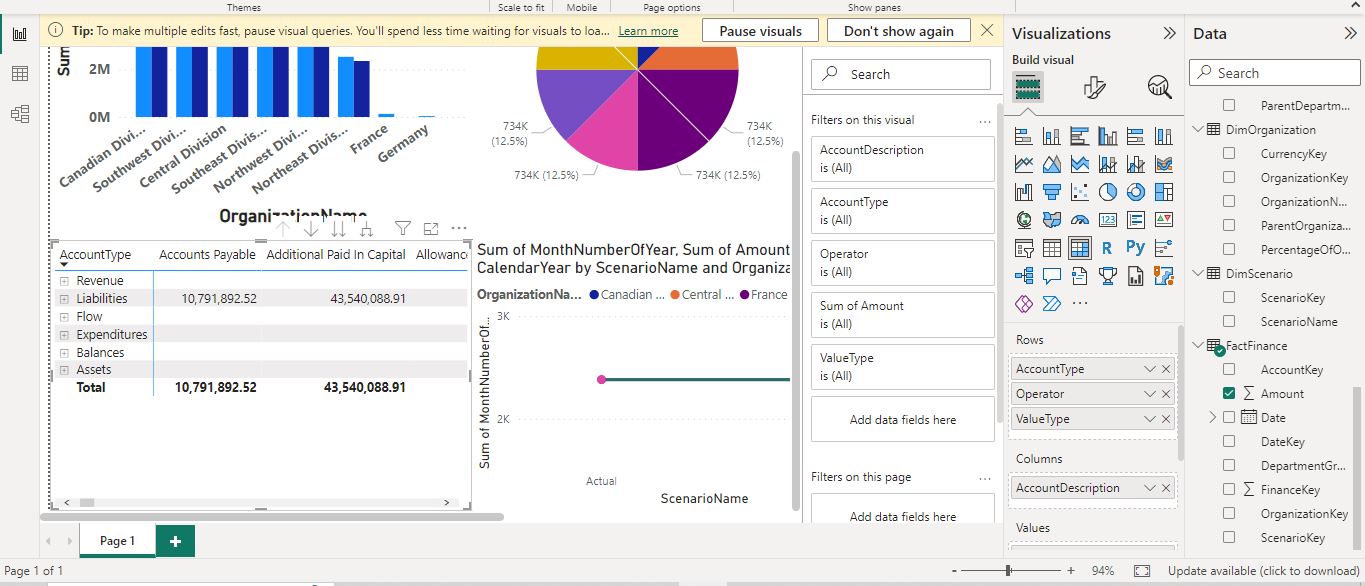 Themes
Scale to fit
Mobile
Page options
Show panes
Tip: To make multiple edits fast, pause visual queries. You'll spend less time waiting for visuals to loa...
Learn more
Pause visuals
Don't show again
2M
0M
Canadian Divi...
Southwest Divi...
Central Division
Southeast Divis...
Northwest Divi...
Northeast Divis...
France
Germany
OrganizationName
734K
(12.5%)
734K (12.5%)
734K (12.5%)
734K
(12.5%)
AccountType Accounts Payable Additional Paid In Capital Allowanc
Revenue
Liabilities 10,791,892.52 43,540,088.91
Flow
Expenditures
Balances
Assets
Total 10,791,892.52 43,540,088.91
Sum of MonthNumberOfYear, Sum of Amount
CalendarYear by ScenarioName and Organiza
OrganizationNa... Canadian ... Central ... France
Sum of MonthNumberOf...
3K
2K
Actual
ScenarioName
Search
Filters on this visual ...
AccountDescription
is (All)
AccountType
is (All)
Operator
is (All)
Sum of Amount
is (All)
ValueType
is (All)
Add data fields here
Filters on this page ...
Add data fields here
Visualizations
Build visual
123
R
Py
...
Rows
AccountType
Operator
ValueType
Columns
AccountDescription
Values
Data
Search
ParentDepartm...
DimOrganization
CurrencyKey
OrganizationKey
OrganizationN...
ParentOrganiza...
PercentageOfO...
DimScenario
ScenarioKey
ScenarioName
FactFinance
AccountKey
Amount
Date
DateKey
DepartmentGr...
FinanceKey
OrganizationKey
ScenarioKey
Page 1
Page 1 of 1
- + 94%
Update available (click to download)